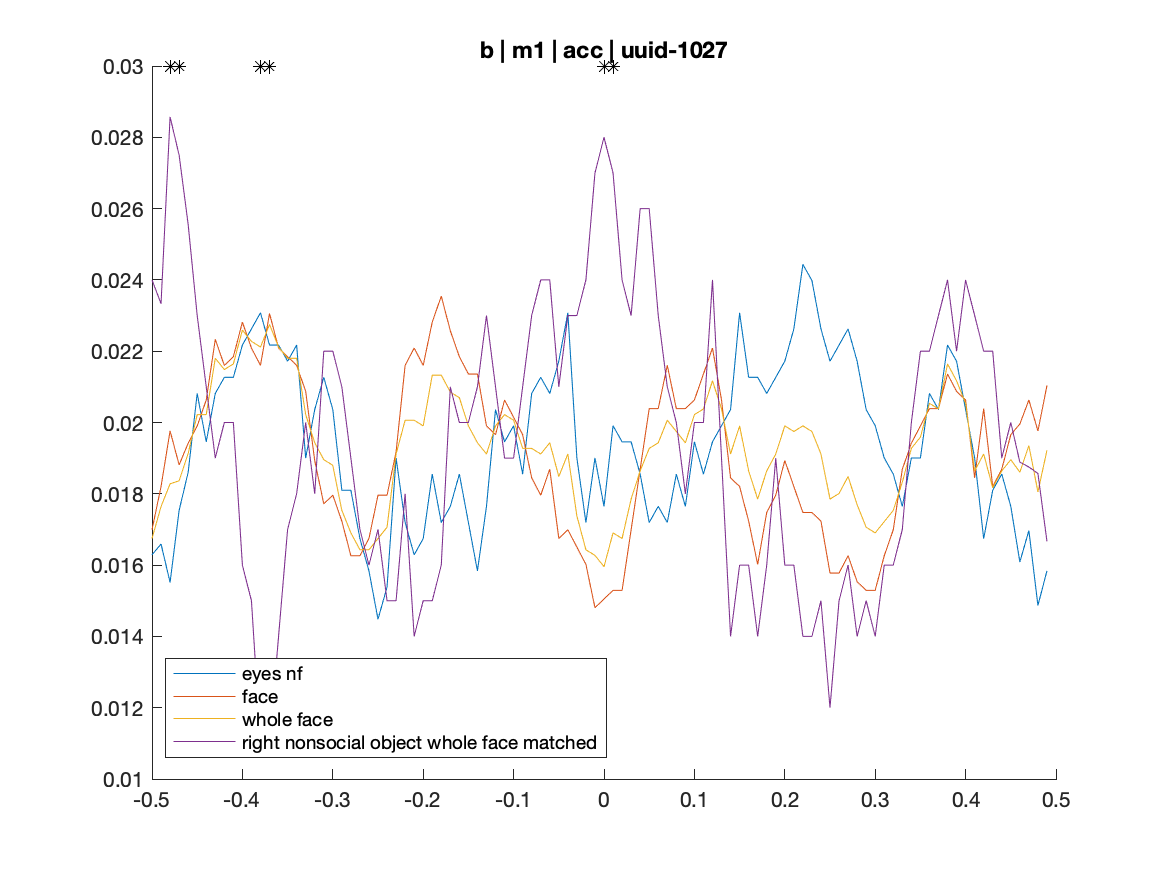 b | m1 | acc | uuid-1027
0.03
0.028
0.026
0.024
0.022
0.02
0.018
0.016
0.014
0.012
0.01
eyes nf
face
whole face
right nonsocial object whole face matched
-0.5 -0.4 -0.3 -0.2 -0.1 0 0.1 0.2 0.3 0.4 0.5